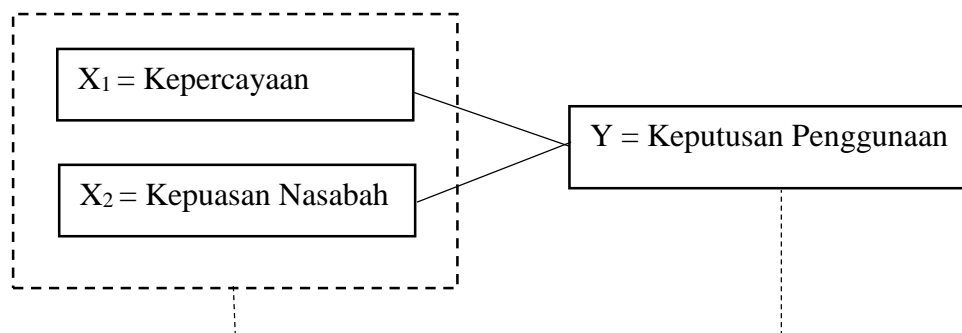 X₁ = Kepercayaan
X₂ = Kepuasan Nasabah
Y = Keputusan Penggunaan